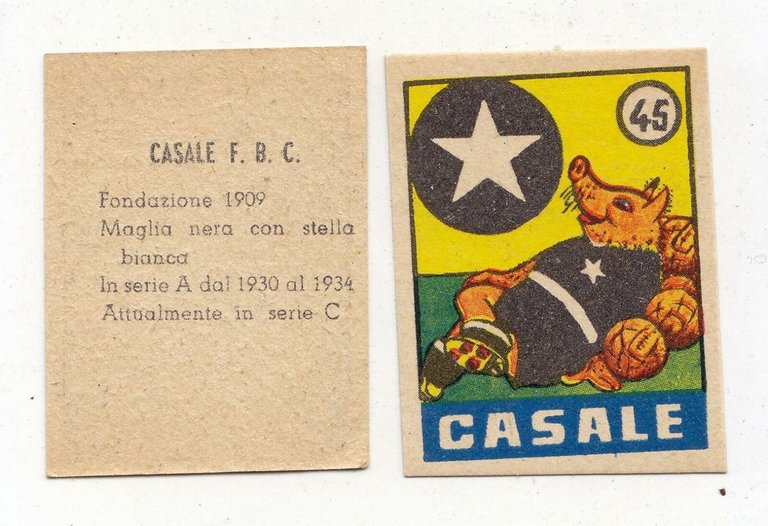 CASALE F. B. C.
Fondazione 1909
Maglia nera con stella
bianca
In serie A dal 1930 al 1934
Attualmente in serie C
45
CASALE